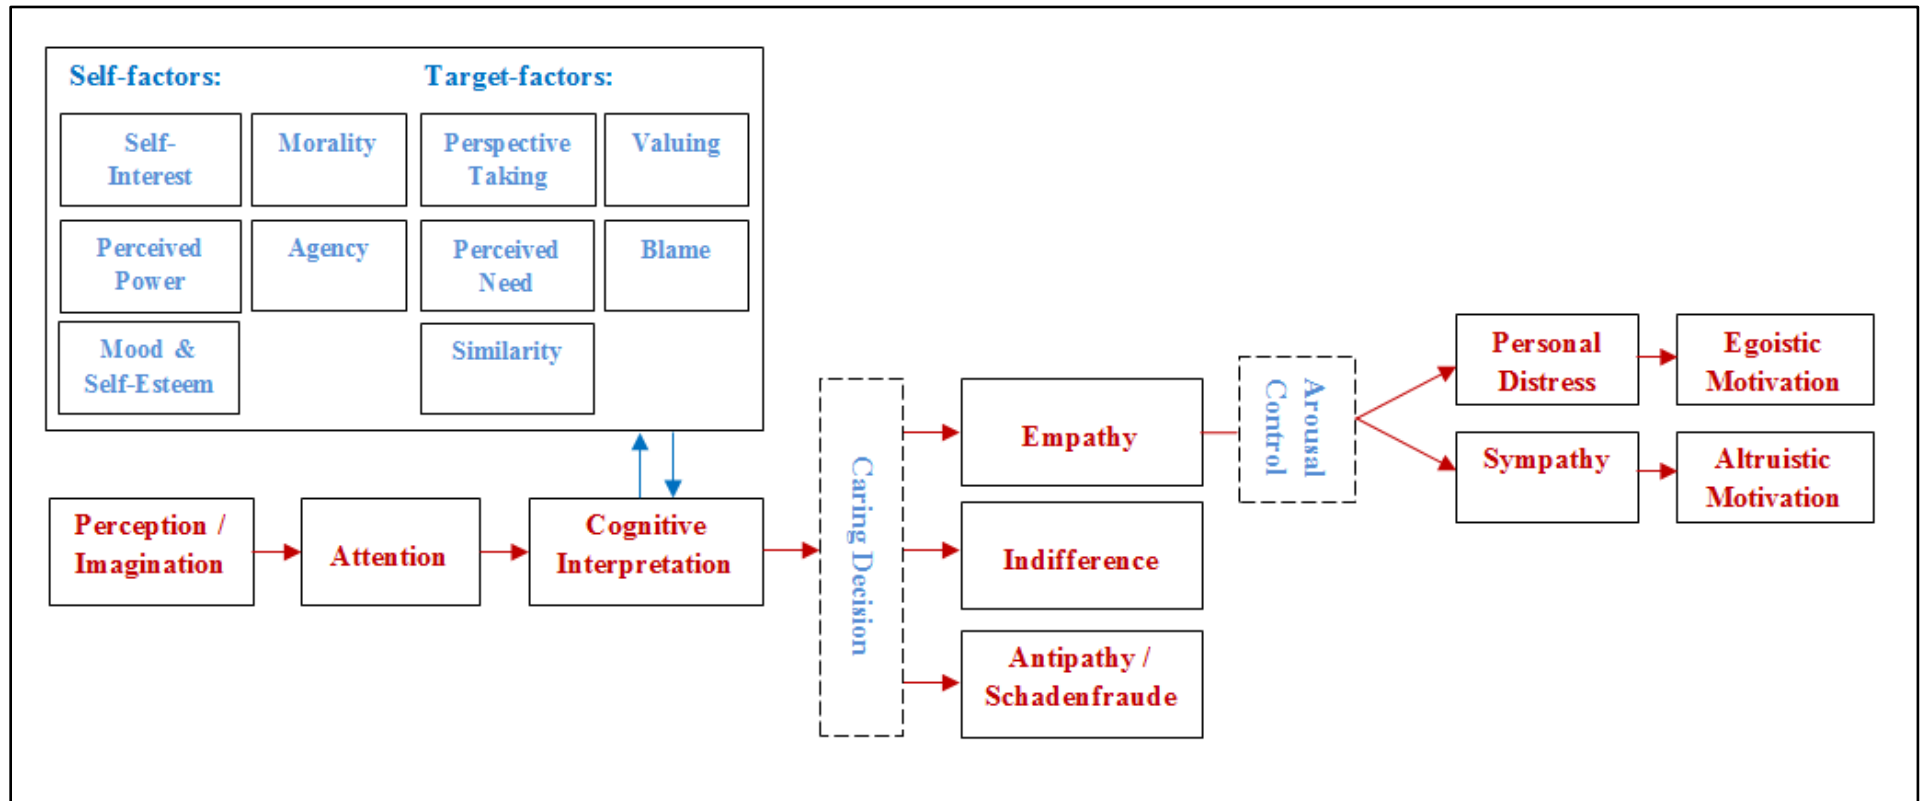 Self-factors:
Target-factors:
Self-
Interest
Morality
Perspective
Taking
Valuing
Perceived
Power
Agency
Perceived
Need
Blame
Mood &
Self-Esteem
Similarity
Perception /
Imagination
Attention
Cognitive
Interpretation
Caring Decision
Empathy
Indifference
Antipathy /
Schadenfraude
Arousal
Control
Personal
Distress
Egoistic
Motivation
Sympathy
Altruistic
Motivation